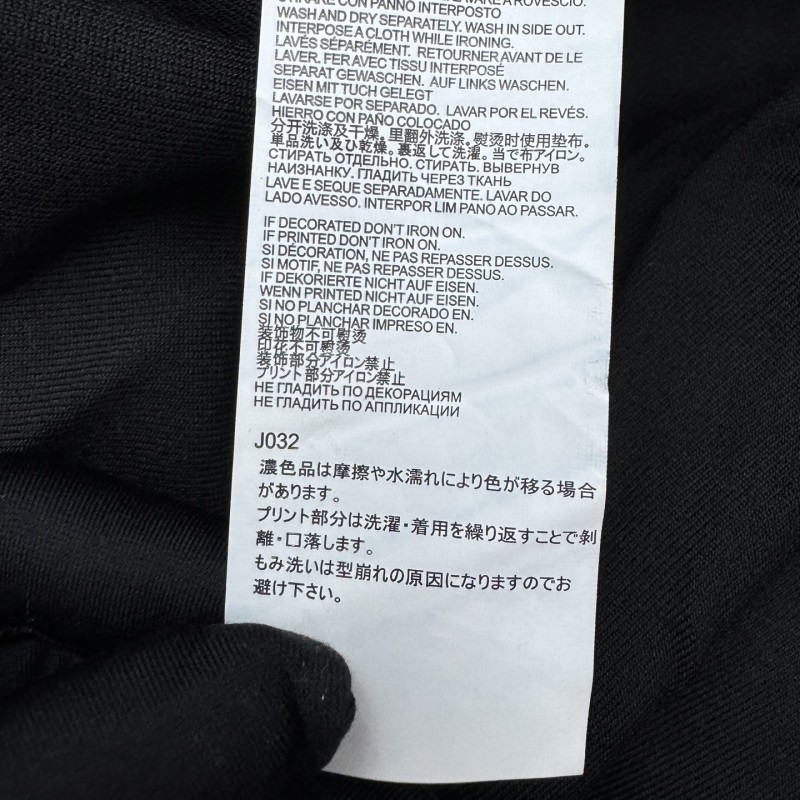 STIRARE CON PANNO INTERPOSTO
WASH AND DRY SEPARATELY. WASH IN SIDE OUT.
INTERPOSE A CLOTH WHILE IRONING.
LAVÉS SÉPARÉMENT. RETOURNER AVANT DE LE
LAVER. FER AVEC TISSU INTERPOSÉ
SEPARAT GEWASCHEN. AUF LINKS WASCHEN.
EISEN MIT TUCH GELEGT
LAVARSE POR SEPARADO. LAVAR POR EL REVÉS.
HIERRO CON PAÑO COLOCADO
分开洗涤及干燥。里翻外洗涤。熨烫时使用垫布。
単品洗い及ひ乾燥。裏返して洗濯。当で布アイロン。
СТИРАТЬ ОТДЕЛЬНО. СТИРАТЬ. ВЫВЕРНУВ
НАИЗНАНКУ. ГЛАДИТЬ ЧЕРЕЗ ТКАНЬ
LAVE E SEQUE SEPARADAMENTE. LAVAR DO
LADO AVESSO. INTERPOR LIM PANO AO PASSAR.
IF DECORATED DON'T IRON ON.
IF PRINTED DON'T IRON ON.
SI DÉCORATION, NE PAS REPASSER DESSUS.
SI MOTIF, NE PAS REPASSER DESSUS.
IF DEKORIERTE NICHT AUF EISEN.
WENN PRINTED NICHT AUF EISEN.
SI NO PLANCHAR DECORADO EN.
SI NO PLANCHAR IMPRESO EN.
装饰物不可熨烫
印花不可熨烫
装飾部分アイロン禁止
プリント部分アイロン禁止
НЕ ГЛАДИТЬ ПО ДЕКОРАЦИЯМ
НЕ ГЛАДИТЬ ПО АППЛИКАЦИИ
J032
濃色品は摩擦や水濡れにより色が移る場合
があります。
プリント部分は洗濯・着用を繰り返すことで剥
離・口落します。
もみ洗いは型崩れの原因になりますのでお
避け下さい。